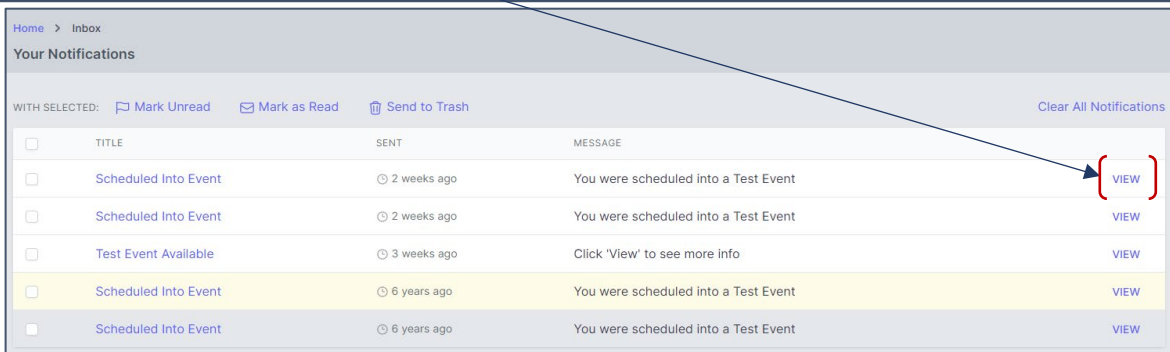 Home > Inbox
Your Notifications
WITH SELECTED: Mark Unread Mark as Read Send to Trash Clear All Notifications
TITLE SENT MESSAGE
Scheduled Into Event 2 weeks ago You were scheduled into a Test Event VIEW
Scheduled Into Event 2 weeks ago You were scheduled into a Test Event VIEW
Test Event Available 3 weeks ago Click 'View' to see more info VIEW
Scheduled Into Event 6 years ago You were scheduled into a Test Event VIEW
Scheduled Into Event 6 years ago You were scheduled into a Test Event VIEW